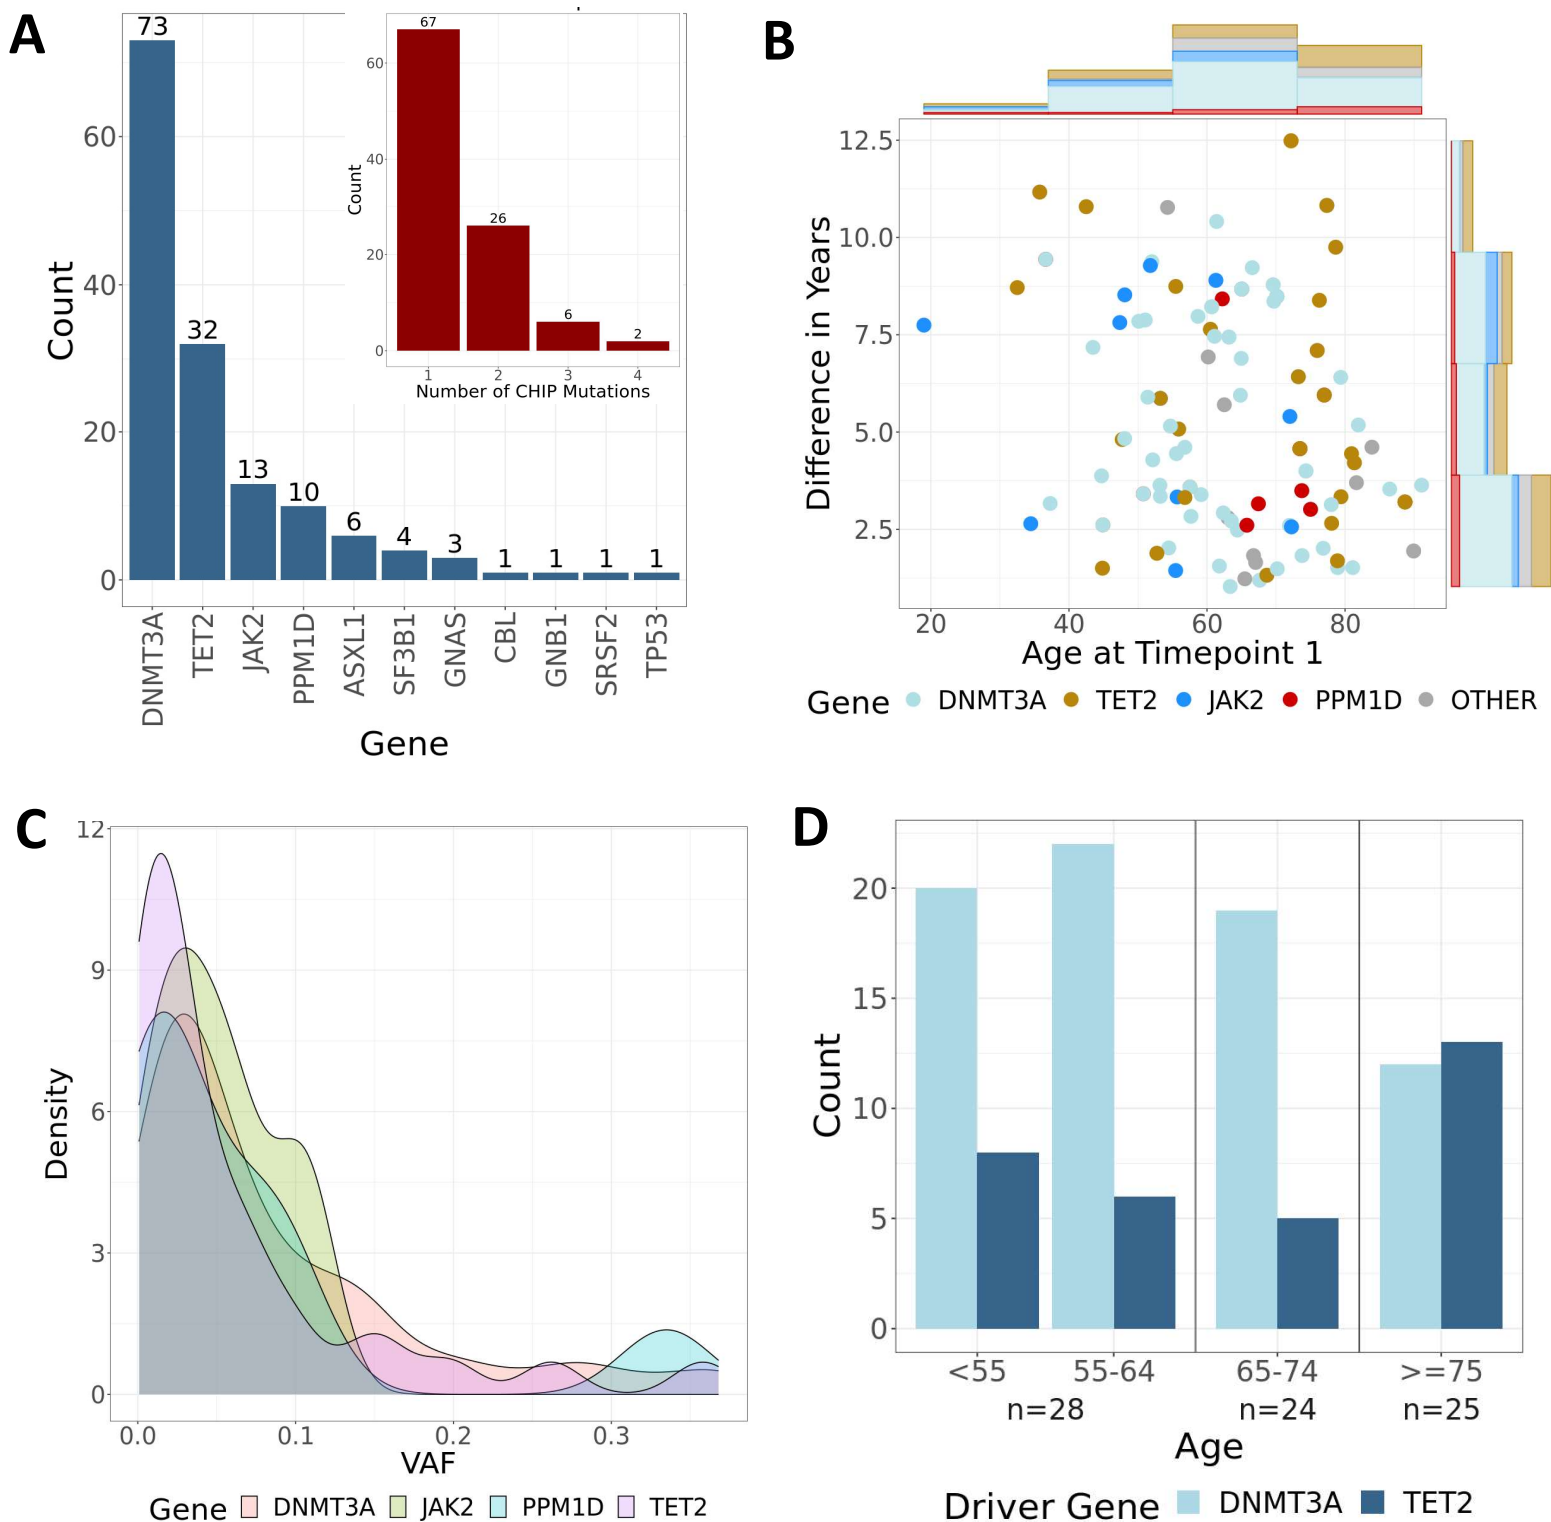 A
73
32
13
10
6
4
3
1
1
1
1
60
40
20
0
Count
DNMT3A
TET2
JAK2
PPM1D
ASXL1
SF3B1
GNAS
CBL
GNB1
SRSF2
TP53
Gene
67
26
6
2
60
40
20
0
Count
1 2 3 4
Number of CHIP Mutations
B
12.5
10.0
7.5
5.0
2.5
Difference in Years
20 40 60 80
Age at Timepoint 1
Gene DNMT3A TET2 JAK2 PPM1D OTHER
C
12
9
6
3
0
Density
0.0 0.1 0.2 0.3
VAF
Gene DNMT3A JAK2 PPM1D TET2
D
20
15
10
5
0
Count
<55 55-64 65-74 >=75
n=28 n=24 n=25
Age
Driver Gene DNMT3A TET2